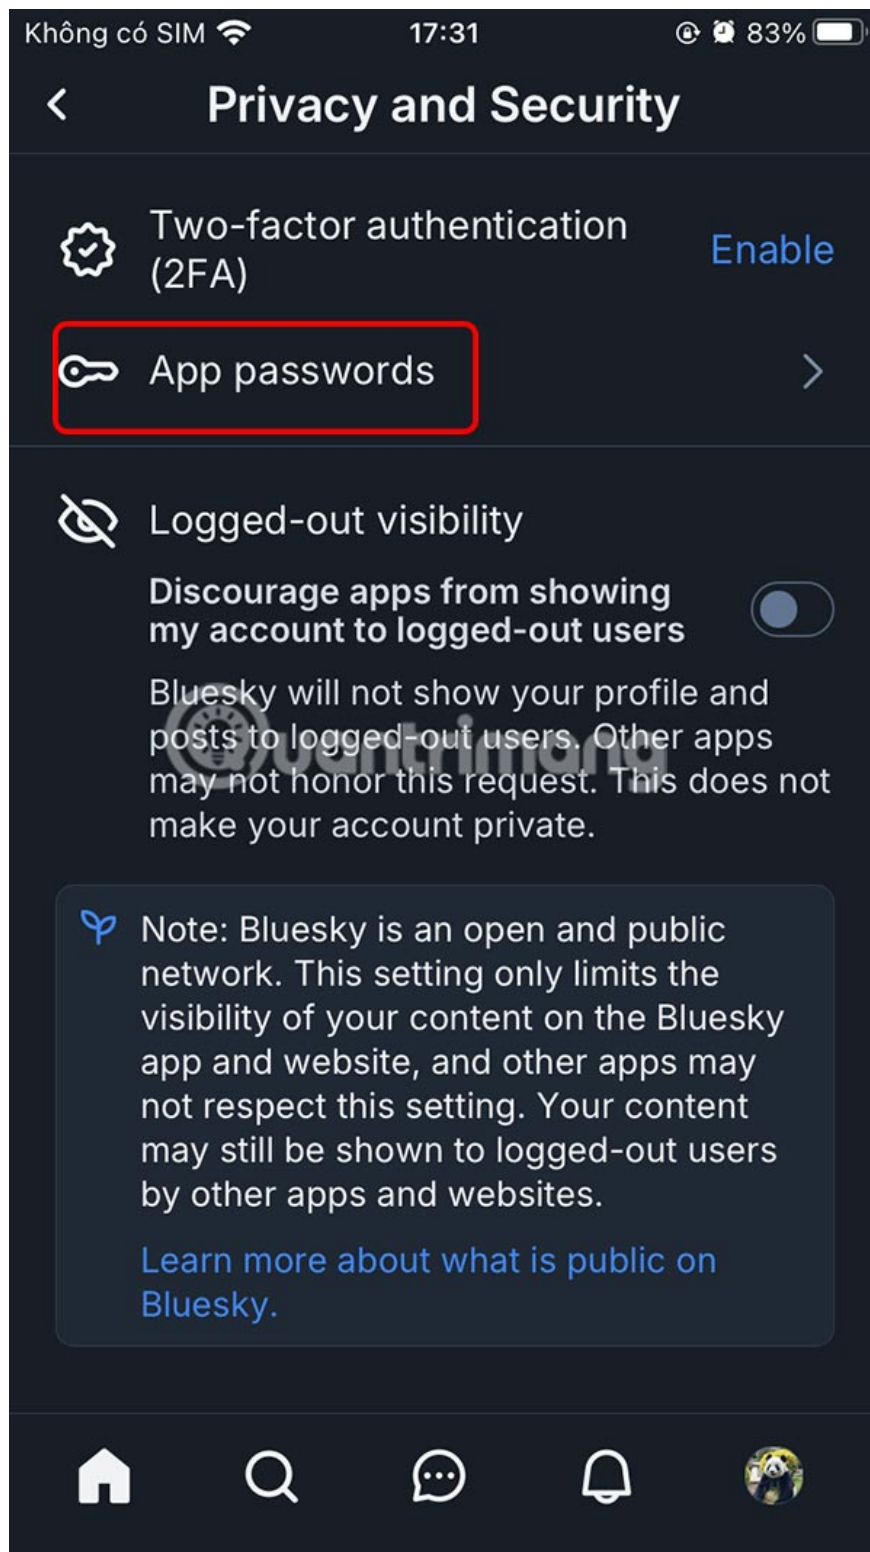 Không có SIM 17:31 83%
Privacy and Security
Two-factor authentication
(2FA)
Enable
App passwords
Logged-out visibility
Discourage apps from showing
my account to logged-out users
Bluesky will not show your profile and
posts to logged-out users. Other apps
may not honor this request. This does not
make your account private.
Quantrimang
Note: Bluesky is an open and public
network. This setting only limits the
visibility of your content on the Bluesky
app and website, and other apps may
not respect this setting. Your content
may still be shown to logged-out users
by other apps and websites.
Learn more about what is public on
Bluesky.